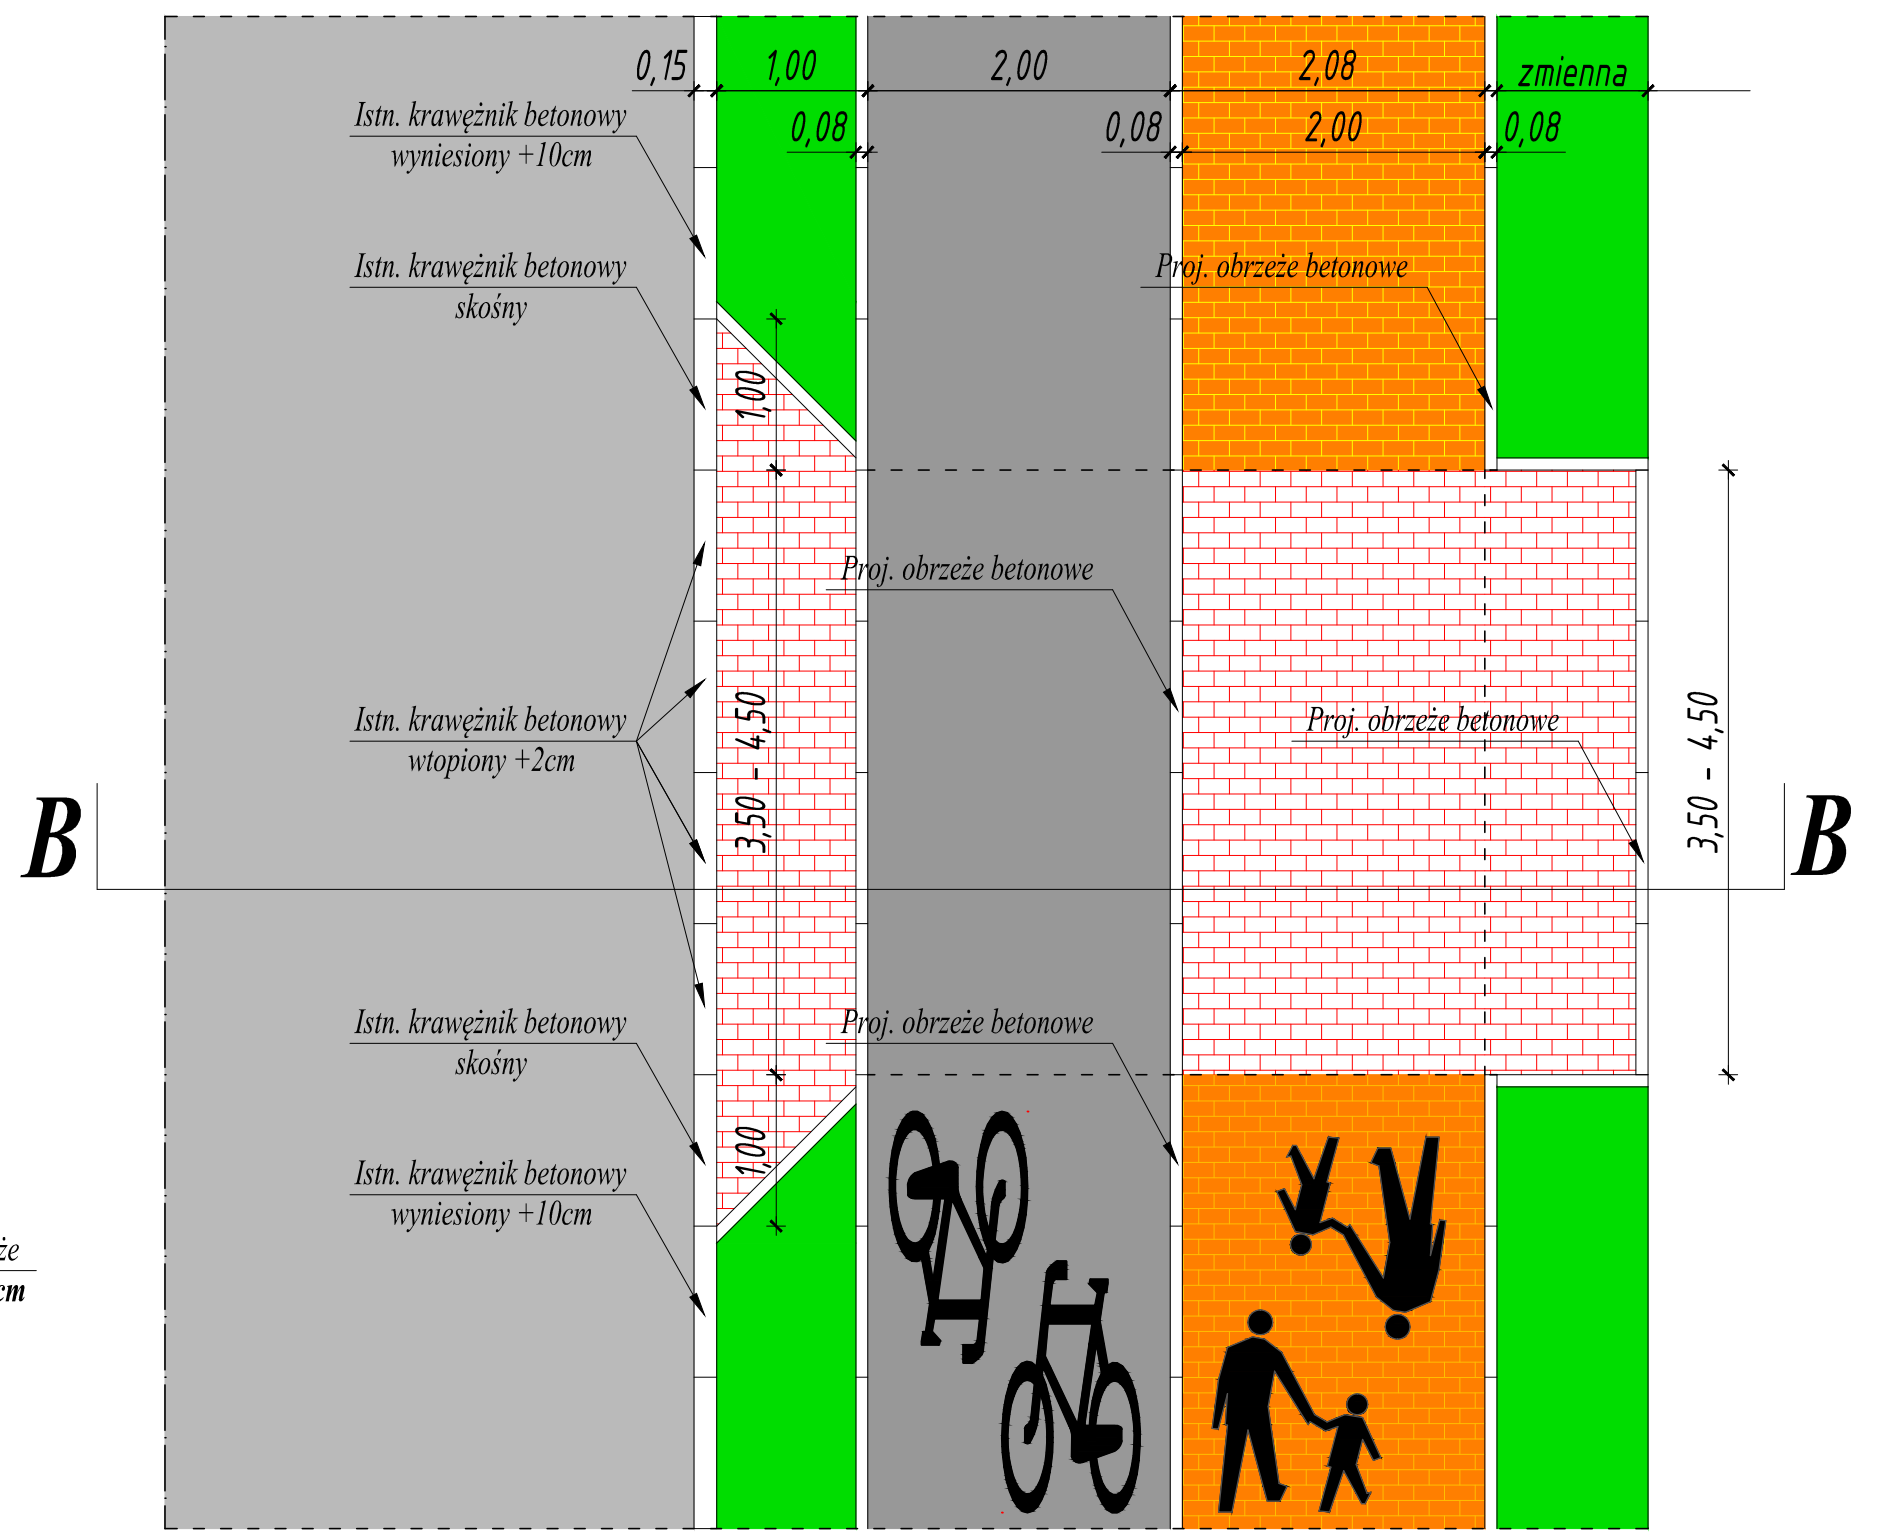 0,15 1,00 2,00 2,08 zmienna
0,08 0,08 2,00 0,08
Istn. krawężnik betonowy
wyniesiony +10cm
Istn. krawężnik betonowy
skośny
Proj. obrzeże betonowe
1,00
Proj. obrzeże betonowe
Istn. krawężnik betonowy
wtopiony +2cm
3,50 - 4,50
Proj. obrzeże betonowe
3,50 - 4,50
B
B
Istn. krawężnik betonowy
skośny
Proj. obrzeże betonowe
1,00
Istn. krawężnik betonowy
wyniesiony +10cm
że
cm